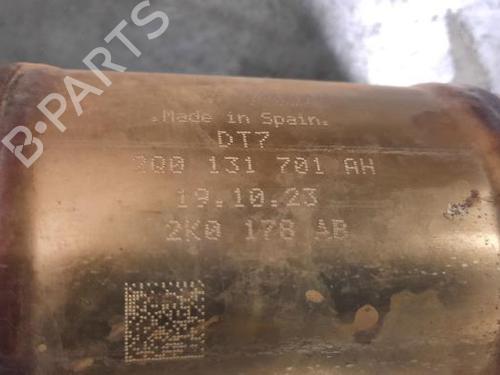 B-PARTS
.Made in Spain.
DT7
2Q0 131 701 AH
19.10.23
2K0 178 AB